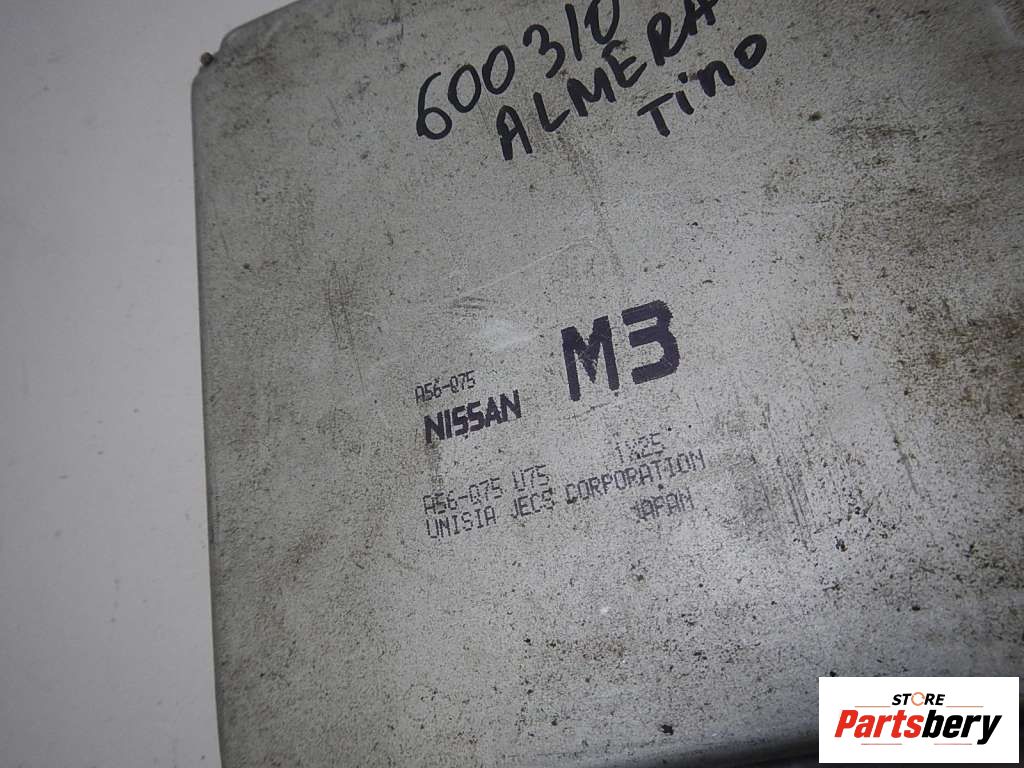 600310
ALMERA
Tino
M3
A56-Q75
NISSAN
A56-Q75 U75 1X25
UNISIA JECS CORPORATION
JAPAN
STORE
Partsbery